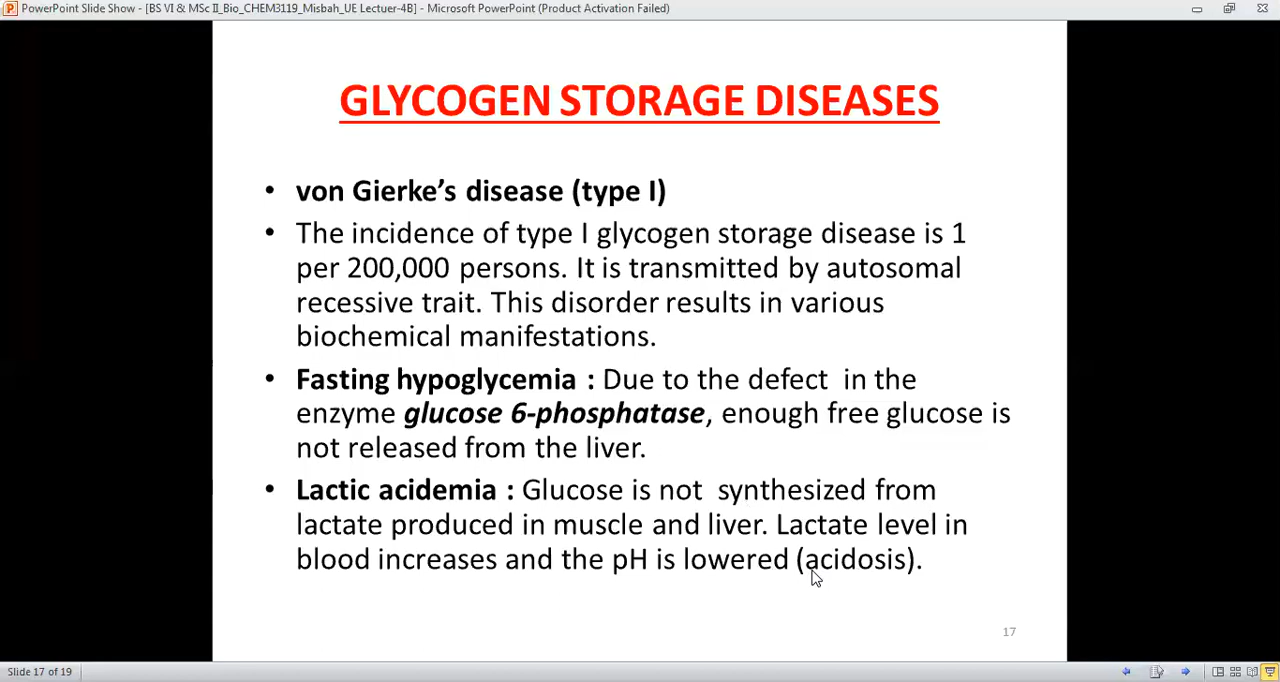 PowerPoint Slide Show - [BS VI & MSc II_Bio_CHEM3119_Misbah_UE Lectuer-4B] - Microsoft PowerPoint (Product Activation Failed)
GLYCOGEN STORAGE DISEASES
• von Gierke’s disease (type I)
• The incidence of type I glycogen storage disease is 1
per 200,000 persons. It is transmitted by autosomal
recessive trait. This disorder results in various
biochemical manifestations.
• Fasting hypoglycemia : Due to the defect  in the
enzyme glucose 6-phosphatase, enough free glucose is
not released from the liver.
• Lactic acidemia : Glucose is not  synthesized from
lactate produced in muscle and liver. Lactate level in
blood increases and the pH is lowered (acidosis).
17
Slide 17 of 19